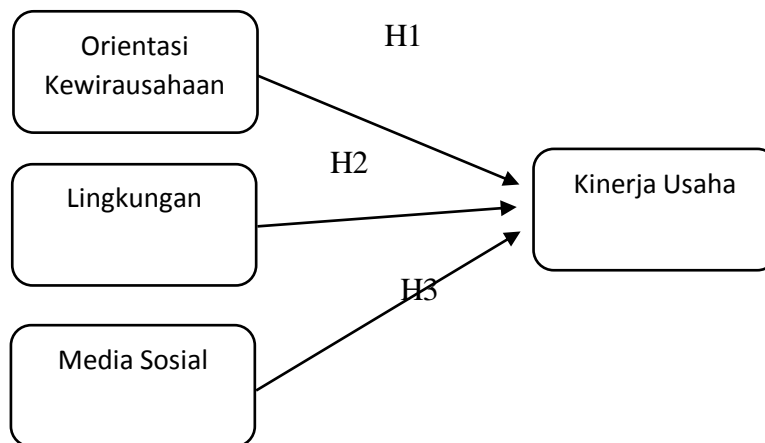 H1
Orientasi
Kewirausahaan
H2
Lingkungan
Kinerja Usaha
H3
Media Sosial